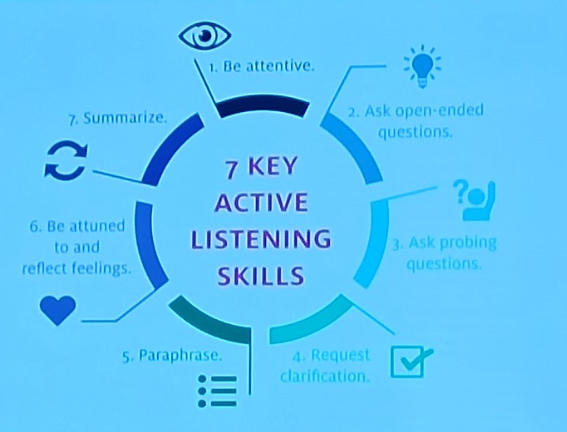 7 KEY
ACTIVE
LISTENING
SKILLS
1. Be attentive.
2. Ask open-ended
questions.
3. Ask probing
questions.
4. Request
clarification.
5. Paraphrase.
6. Be attuned
to and
reflect feelings.
7. Summarize.
?